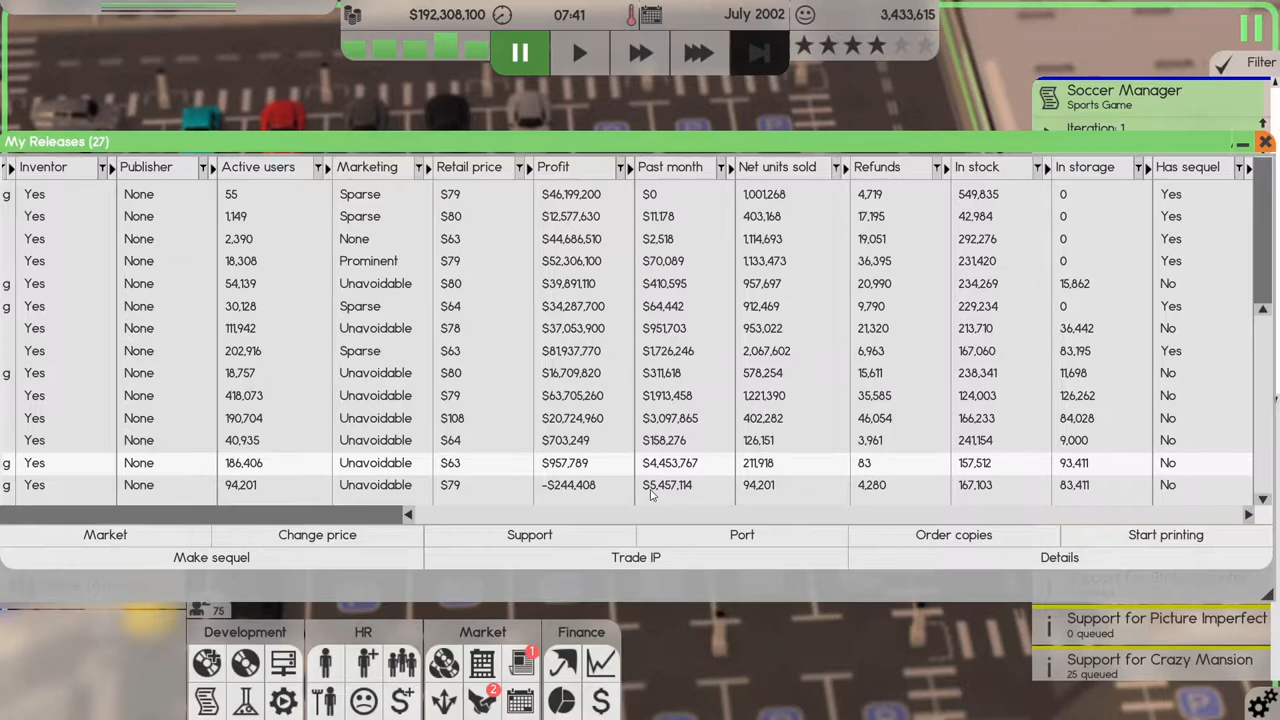 $192,308,100 07:41 July 2002 3,433,615
Filter
Soccer Manager
Sports Game
Iteration: 1
My Releases (27)
Inventor Publisher Active users Marketing Retail price Profit Past month Net units sold Refunds In stock In storage Has sequel
g Yes None 55 Sparse $79 $46,199,200 $0 1,001,268 4,719 549,835 0 Yes
Yes None 1,149 Sparse $80 $12,577,630 $11,178 403,168 17,195 42,984 0 Yes
Yes None 2,390 None $63 $44,686,510 $2,518 1,114,693 19,051 292,276 0 Yes
Yes None 18,308 Prominent $79 $52,306,100 $70,089 1,133,473 36,395 231,420 0 Yes
g Yes None 54,139 Unavoidable $80 $39,891,110 $410,595 957,697 20,990 234,269 15,862 No
g Yes None 30,128 Sparse $64 $34,287,700 $64,442 912,469 9,790 229,234 0 Yes
Yes None 111,942 Unavoidable $78 $37,053,900 $951,703 953,022 21,320 213,710 36,442 No
Yes None 202,916 Sparse $63 $81,937,770 $1,726,246 2,067,602 6,963 167,060 83,195 Yes
g Yes None 18,757 Unavoidable $80 $16,709,820 $311,618 578,254 15,611 238,341 11,698 No
Yes None 418,073 Unavoidable $79 $63,705,260 $1,913,458 1,221,390 35,585 124,003 126,262 No
Yes None 190,704 Unavoidable $108 $20,724,960 $3,097,865 402,282 46,054 166,233 84,028 No
Yes None 40,935 Unavoidable $64 $703,249 $158,276 126,151 3,961 241,154 9,000 No
g Yes None 186,406 Unavoidable $63 $957,789 $4,453,767 211,918 83 157,512 93,411 No
g Yes None 94,201 Unavoidable $79 -$244,408 $5,457,114 94,201 4,280 167,103 83,411 No
Market Change price Support Port Order copies Start printing
Make sequel Trade IP Details
75
Development HR Market Finance
1
2
Support for Picture Imperfect
0 queued
Support for Crazy Mansion
25 queued